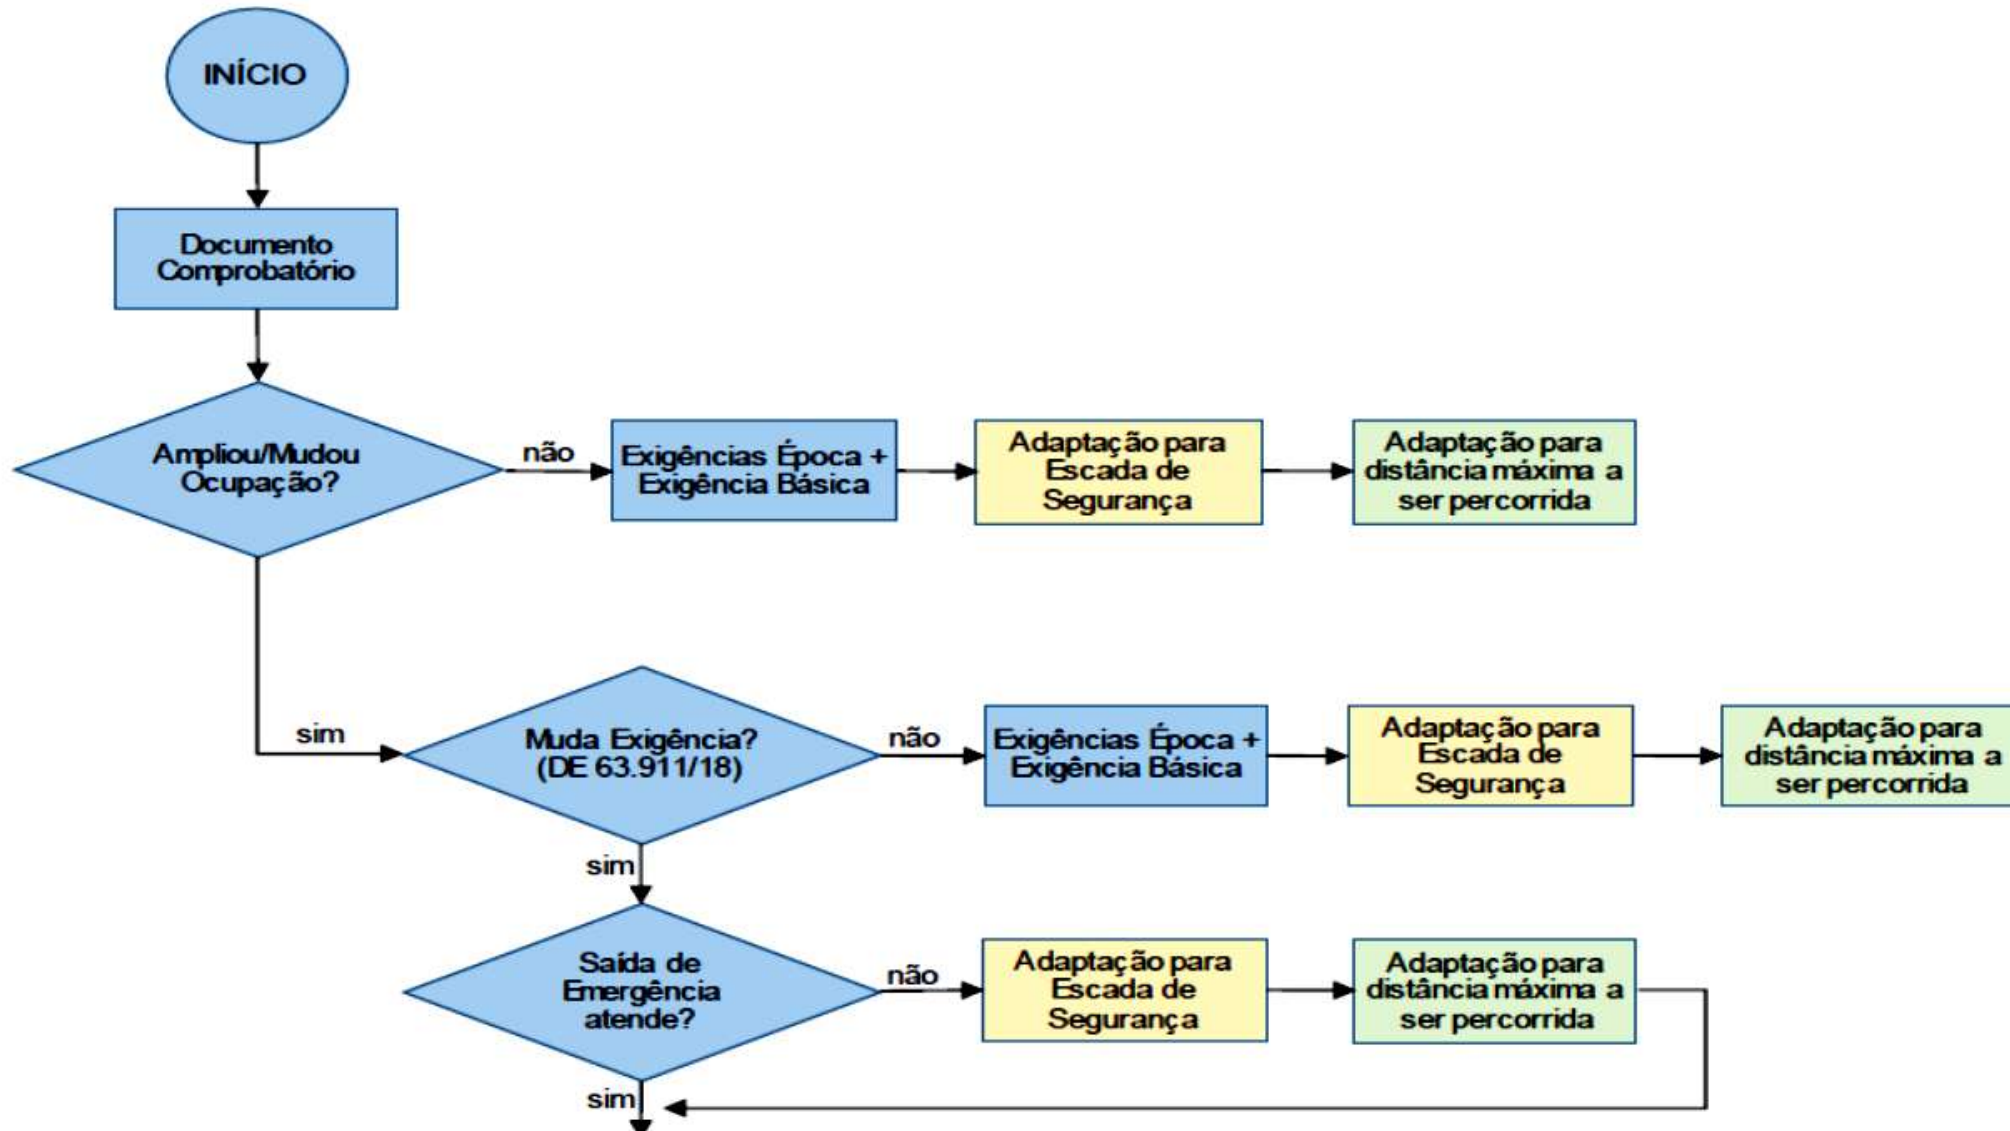 INÍCIO
Documento
Comprobatório
Ampliou/Mudou
Ocupação?
não
Exigências Época +
Exigência Básica
Adaptação para
Escada de
Segurança
Adaptação para
distância máxima a
ser percorrida
sim
Muda Exigência?
(DE 63.911/18)
não
Exigências Época +
Exigência Básica
Adaptação para
Escada de
Segurança
Adaptação para
distância máxima a
ser percorrida
sim
Saída de
Emergência
atende?
não
Adaptação para
Escada de
Segurança
Adaptação para
distância máxima a
ser percorrida
sim